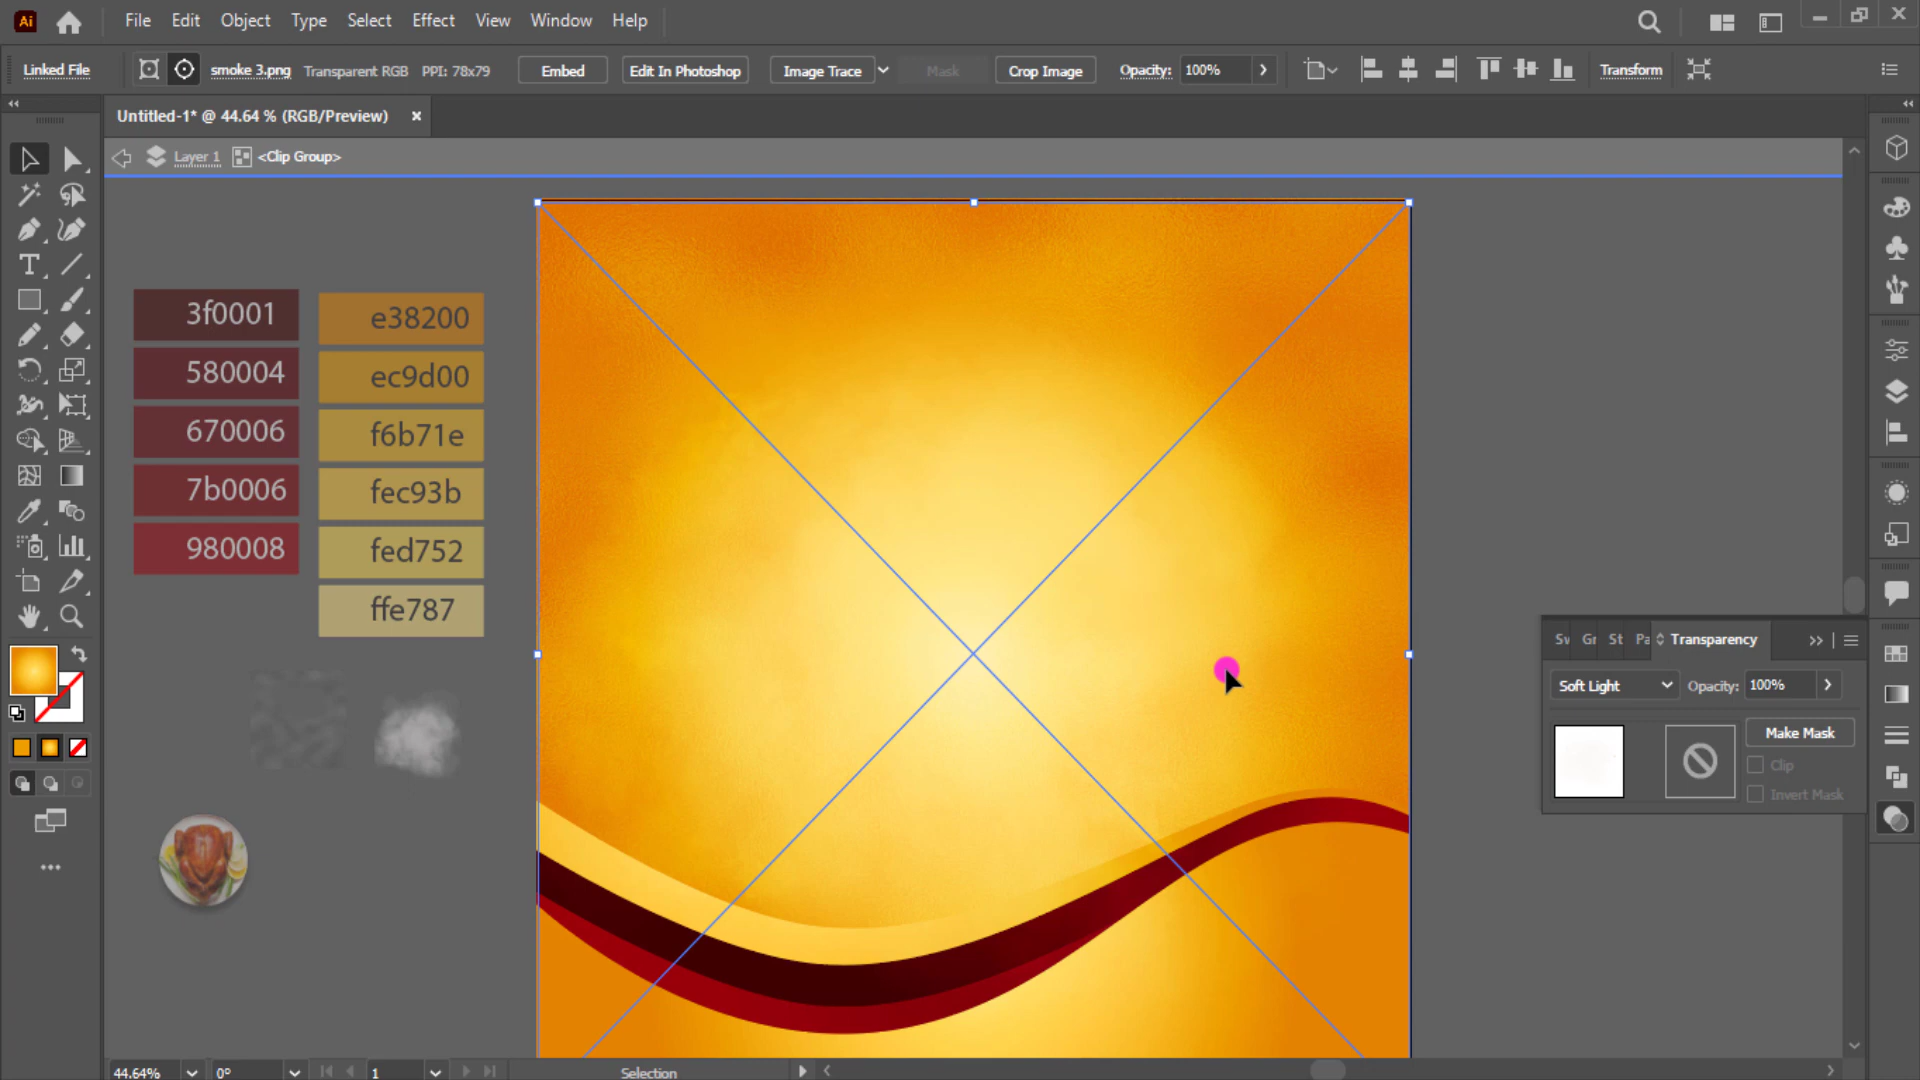 Ai File Edit Object Type Select Effect View Window Help
Linked File smoke 3.png Transparent RGB PPI: 78x79 Embed Edit In Photoshop Image Trace Mask Crop Image Opacity: 100% Transform
Untitled-1* @ 44.64 % (RGB/Preview) ×
Layer 1 <Clip Group>
3f0001 e38200
580004 ec9d00
670006 f6b71e
7b0006 fec93b
980008 fed752
ffe787
Sv Gr St Pa Transparency
Soft Light Opacity: 100%
Make Mask
Clip
Invert Mask
44.64% 0° 1 Selection